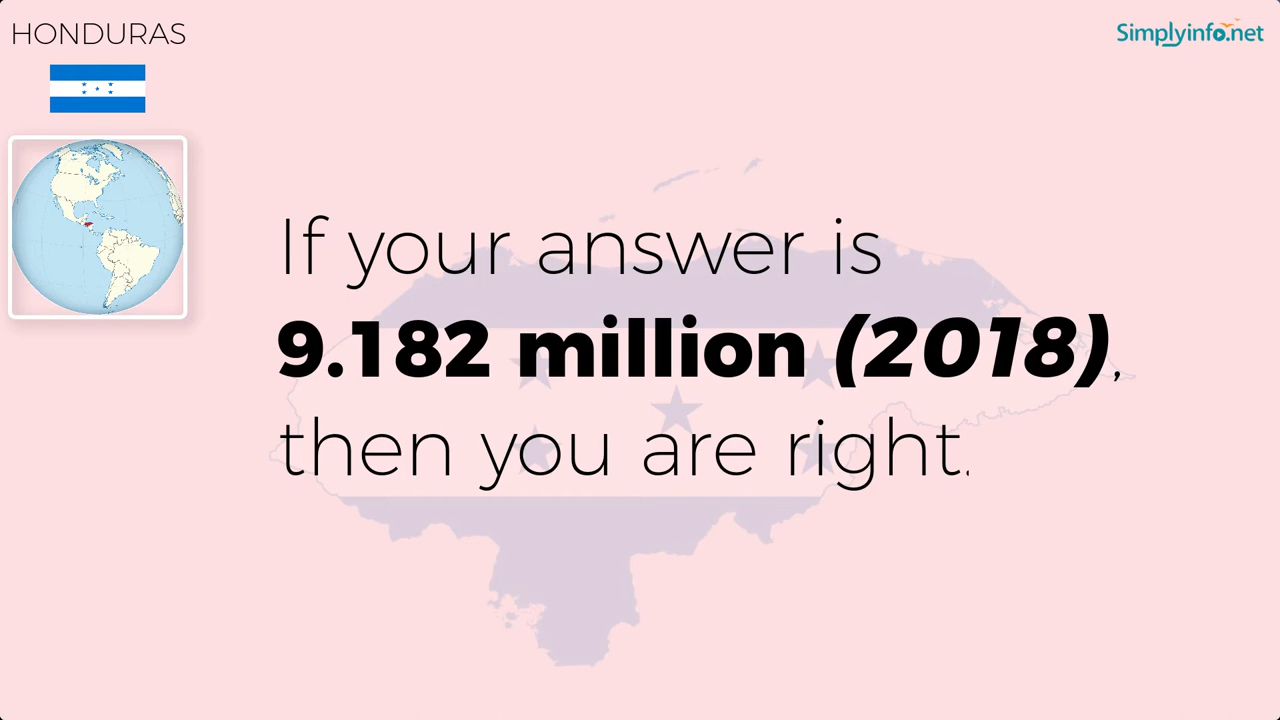 HONDURAS
Simplyinfo.net
If your answer is
9.182 million (2018),
then you are right.